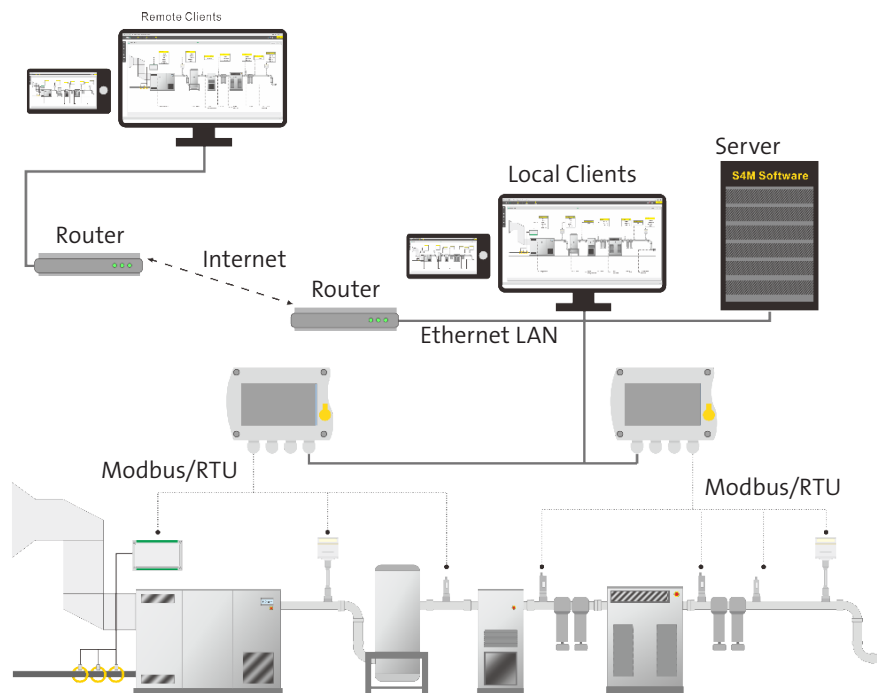 Remote Clients
Server
S4M Software
Local Clients
Router
Internet
Router
Ethernet LAN
Modbus/RTU
Modbus/RTU